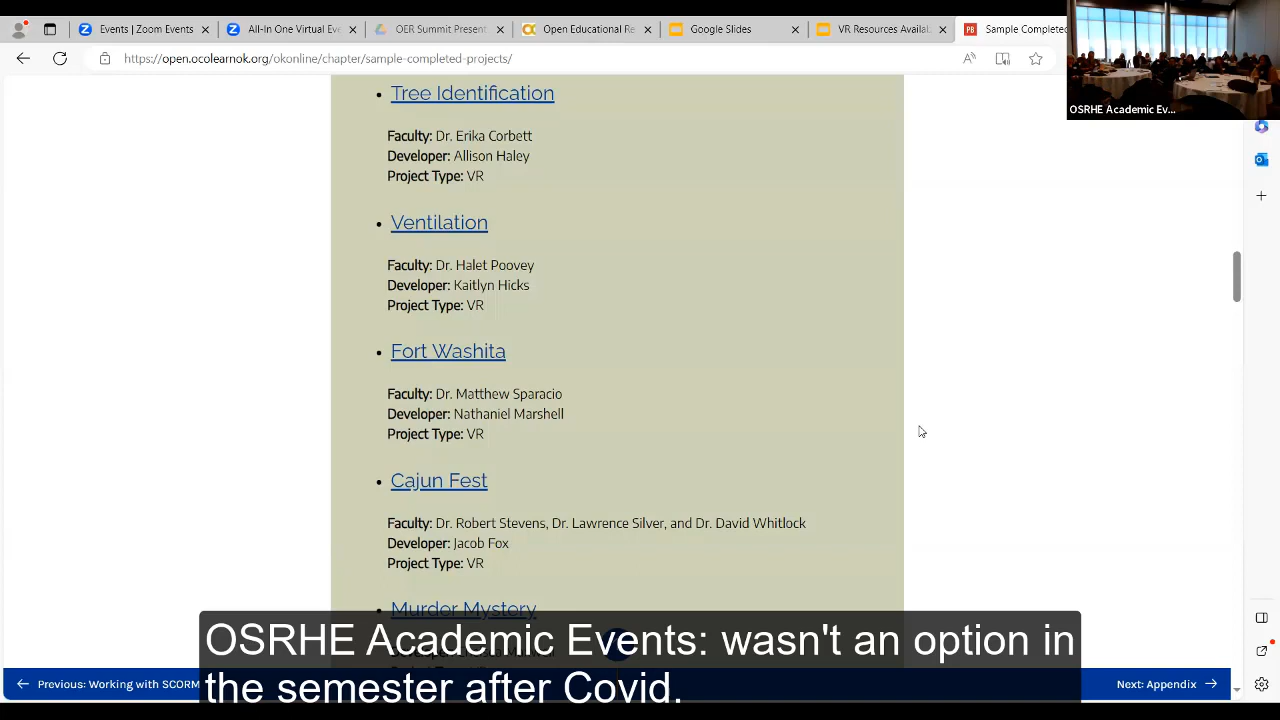 Events | Zoom Events
All-In One Virtual Eve
OER Summit Present
Open Educational Re
Google Slides
VR Resources Availab
Sample Completed
https://open.ocolearnok.org/okonline/chapter/sample-completed-projects/
OSRHE Academic Ev...
Tree Identification
Faculty: Dr. Erika Corbett
Developer: Allison Haley
Project Type: VR
Ventilation
Faculty: Dr. Halet Poovey
Developer: Kaitlyn Hicks
Project Type: VR
Fort Washita
Faculty: Dr. Matthew Sparacio
Developer: Nathaniel Marshell
Project Type: VR
Cajun Fest
Faculty: Dr. Robert Stevens, Dr. Lawrence Silver, and Dr. David Whitlock
Developer: Jacob Fox
Project Type: VR
Murder Mystery
OSRHE Academic Events: wasn't an option in
the semester after Covid.
Previous: Working with SCORM
Next: Appendix